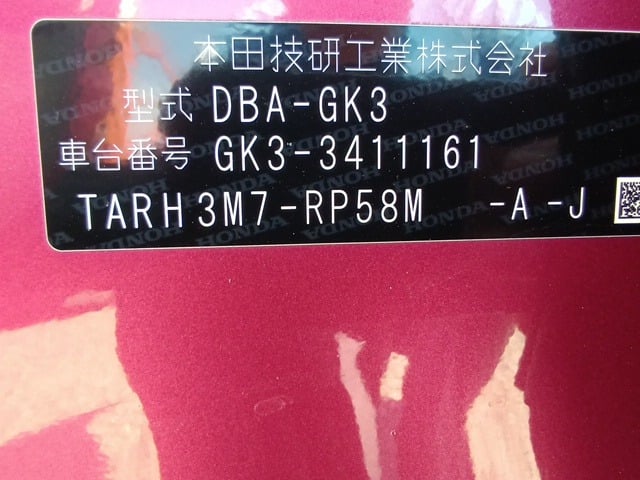 本田技研工業株式会社
型式 DBA-GK3
車台番号 GK3-3411161
TARH3M7-RP58M -A-J